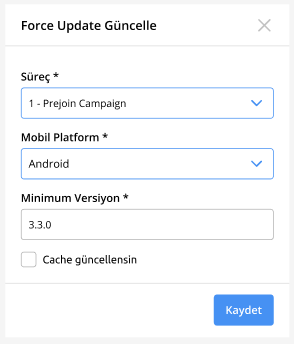 Force Update Güncelle
Süreç *
1 - Prejoin Campaign
Mobil Platform *
Android
Minimum Versiyon *
3.3.0
Cache güncellensin
Kaydet